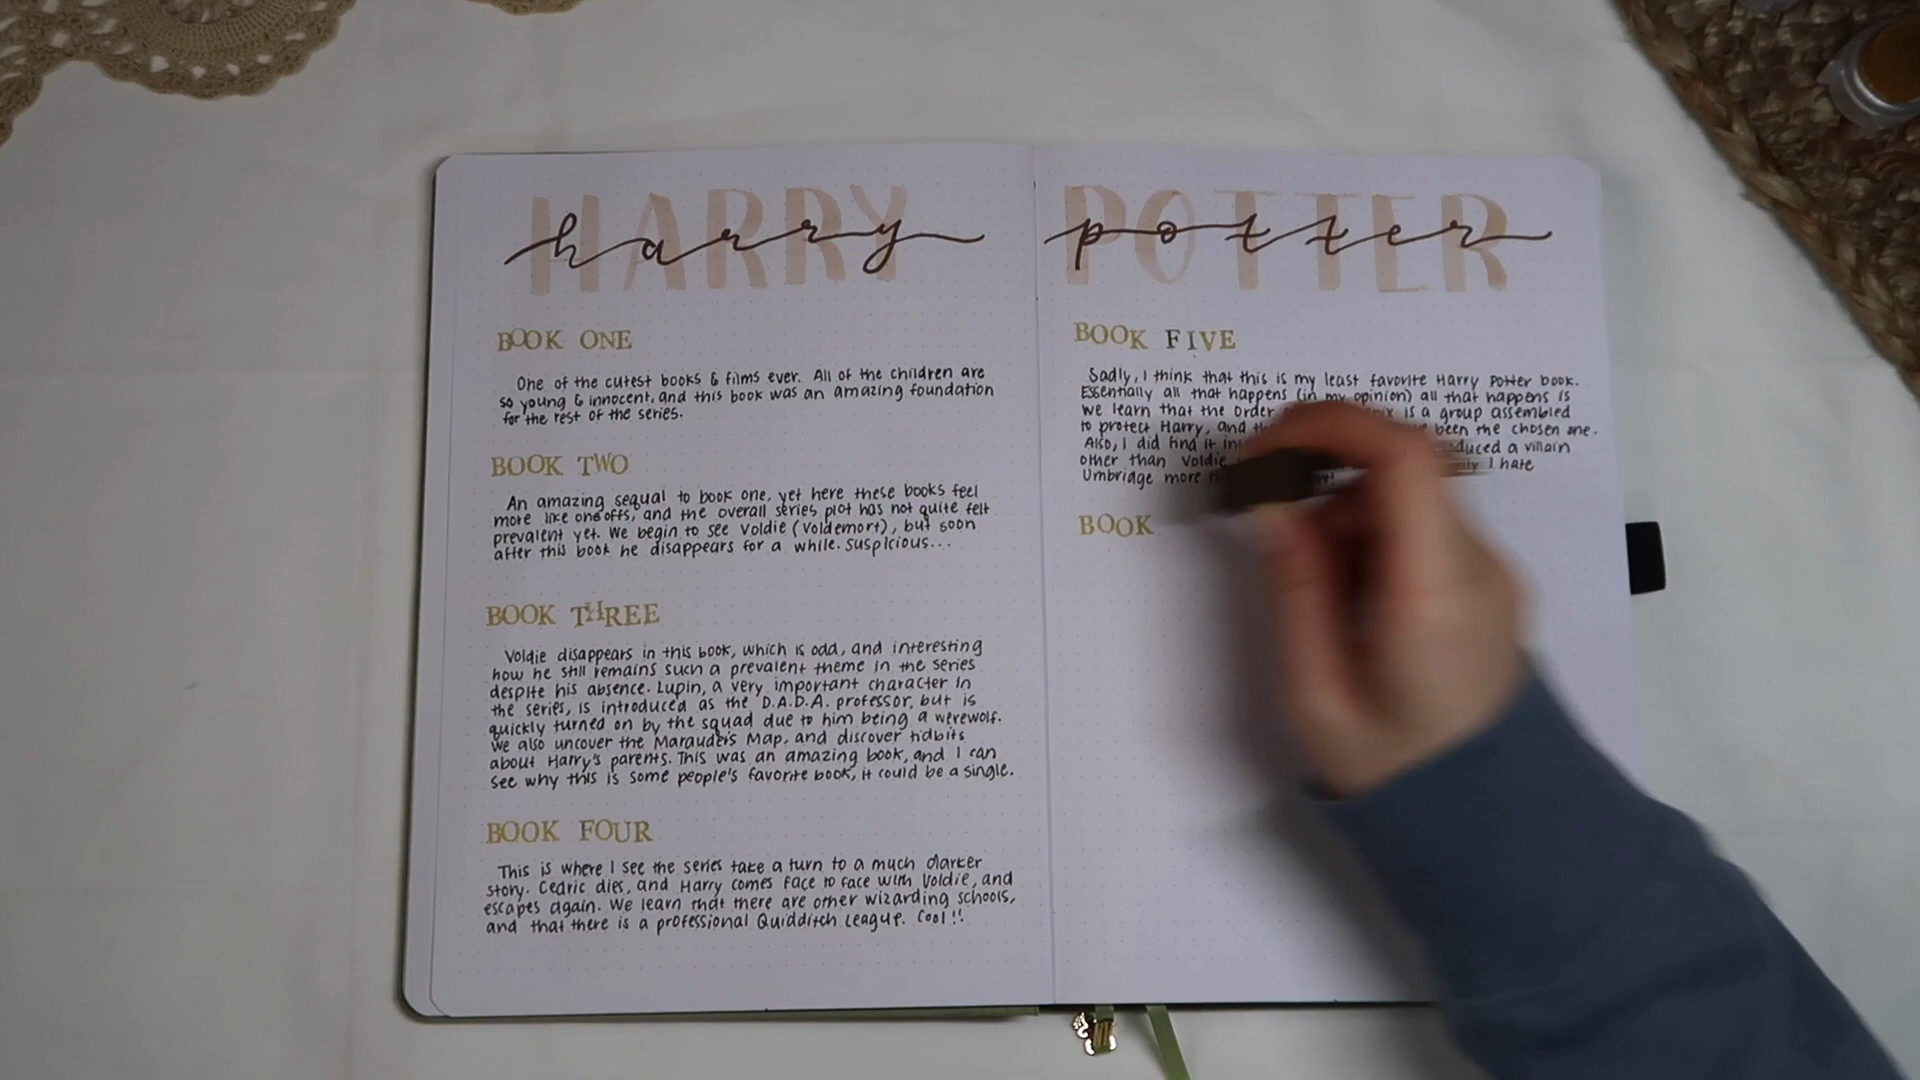 HARRY
harry
BOOK ONE
One of the cutest books & films ever. All of the children are
so young & innocent, and this book was an amazing foundation
for the rest of the series.
BOOK TWO
An amazing sequal to book one, yet here these books feel
more like oneoffs, and the overall series plot has not quite felt
prevalent yet. We begin to see Voldie (Voldemort), but soon
after this book he disappears for a while. Suspicious...
BOOK THREE
Voldie disappears in this book, which is odd, and interesting
how he still remains such a prevalent theme in the series
despite his absence. Lupin, a very important character in
the series, is introduced as the D.A.D.A. professor, but is
quickly turned on by the squad due to him being a werewolf.
We also uncover the Marauder's Map, and discover tidbits
about Harry's parents. This was an amazing book, and I can
see why this is some people's favorite book, it could be a single.
BOOK FOUR
This is where I see the series take a turn to a much darker
story. Cedric dies, and Harry comes face to face with Voldie, and
escapes again. We learn that there are other wizarding schools,
and that there is a professional Quidditch League. Cool!!
POTTER
potter
BOOK FIVE
Sadly, I think that this is my least favorite Harry Potter book.
Essentially all that happens (in my opinion) all that happens is
we learn that the Order is a group assembled
to protect Harry, and been the chosen one.
Also, I did find it a villain
other than Voldie I hate
Umbridge more
BOOK